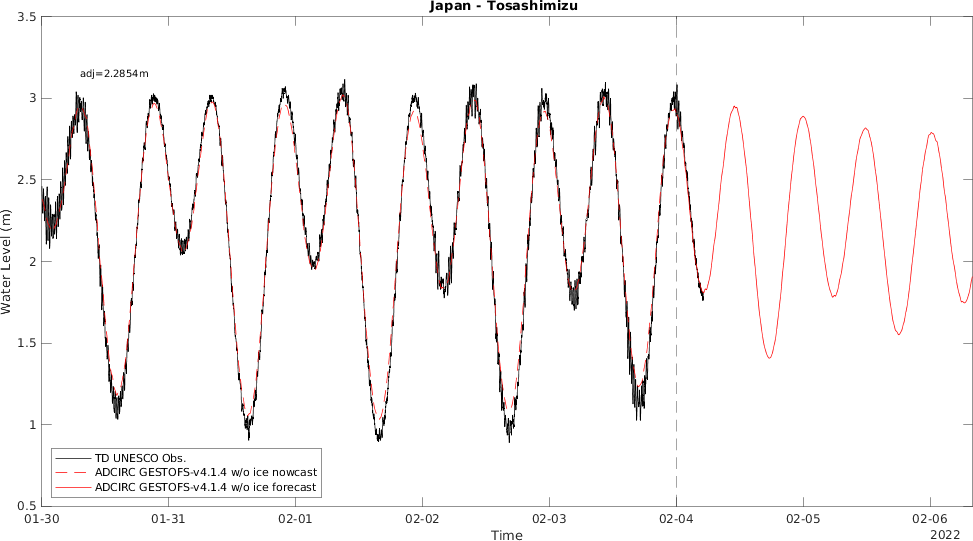 Japan - Tosashimizu
3.5
adj=2.2854m
3
2.5
2
Water Level (m)
1.5
1
TD UNESCO Obs.
ADCIRC GESTOFS-v4.1.4 w/o ice nowcast
ADCIRC GESTOFS-v4.1.4 w/o ice forecast
0.5
01-30 01-31 02-01 02-02 02-03 02-04 02-05 02-06
Time 2022